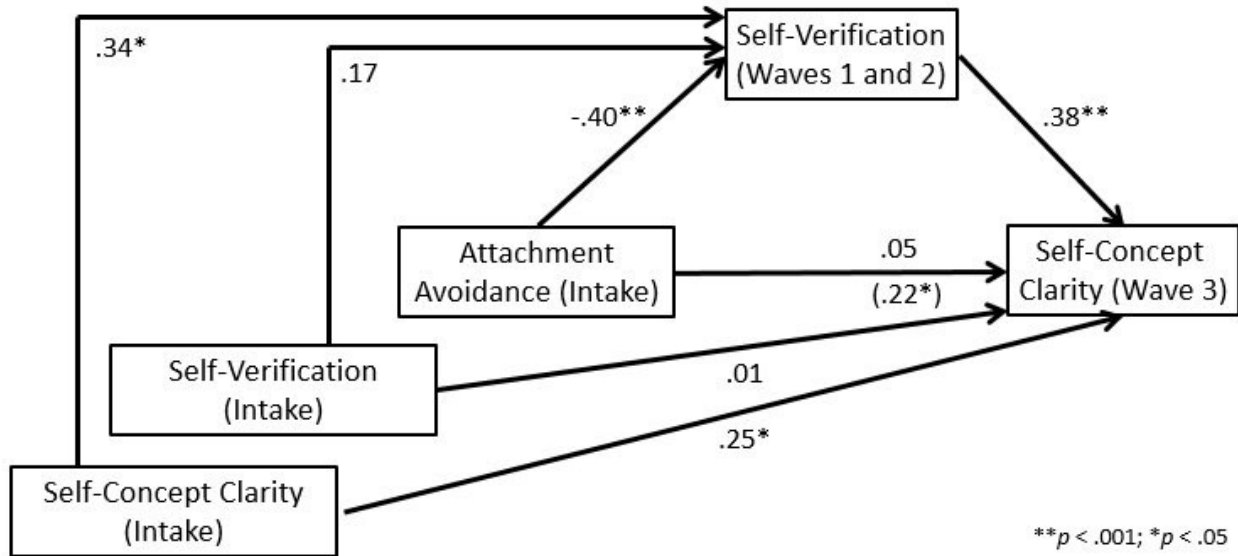 .34*
.17
Self-Verification
(Waves 1 and 2)
-.40**
.38**
Attachment
Avoidance (Intake)
.05
(.22*)
Self-Concept
Clarity (Wave 3)
Self-Verification
(Intake)
.01
.25*
Self-Concept Clarity
(Intake)
**p < .001; *p < .05